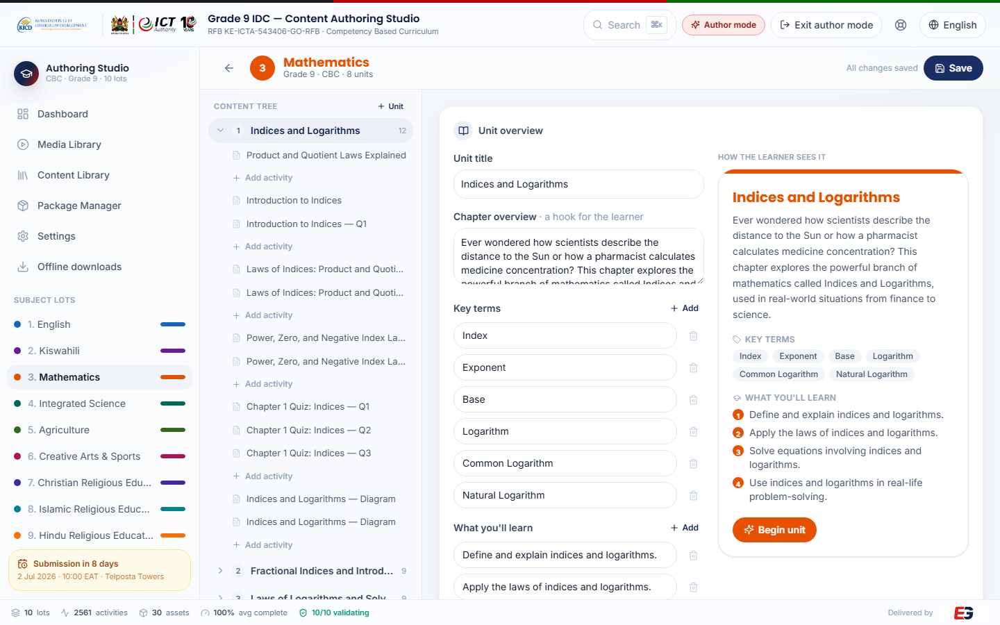 KICD
KENYA INSTITUTE OF
CURRICULUM DEVELOPMENT
ICT
Authority
10
YEARS
Grade 9 IDC — Content Authoring Studio
RFB KE-ICTA-543406-GO-RFB · Competency Based Curriculum
Search
⌘K
Author mode
Exit author mode
English
Authoring Studio
CBC · Grade 9 · 10 lots
Dashboard
Media Library
Content Library
Package Manager
Settings
Offline downloads
SUBJECT LOTS
1. English
2. Kiswahili
3. Mathematics
4. Integrated Science
5. Agriculture
6. Creative Arts & Sports
7. Christian Religious Edu...
8. Islamic Religious Educ...
9. Hindu Religious Educat...
Submission in 8 days
2 Jul 2026 · 10:00 EAT · Telposta Towers
3
Mathematics
Grade 9 · CBC · 8 units
All changes saved
Save
CONTENT TREE
+ Unit
1 Indices and Logarithms 12
Product and Quotient Laws Explained
+ Add activity
Introduction to Indices
Introduction to Indices — Q1
+ Add activity
Laws of Indices: Product and Quoti...
Laws of Indices: Product and Quoti...
+ Add activity
Power, Zero, and Negative Index La...
Power, Zero, and Negative Index La...
+ Add activity
Chapter 1 Quiz: Indices — Q1
Chapter 1 Quiz: Indices — Q2
Chapter 1 Quiz: Indices — Q3
+ Add activity
Indices and Logarithms — Diagram
Indices and Logarithms — Diagram
+ Add activity
2 Fractional Indices and Introd... 9
3 Laws of Logarithms and Solv... 9
Unit overview
Unit title
Indices and Logarithms
Chapter overview · a hook for the learner
Ever wondered how scientists describe the
distance to the Sun or how a pharmacist calculates
medicine concentration? This chapter explores the
powerful branch of mathematics called Indices and
Key terms
+ Add
Index
Exponent
Base
Logarithm
Common Logarithm
Natural Logarithm
What you'll learn
+ Add
Define and explain indices and logarithms.
Apply the laws of indices and logarithms.
HOW THE LEARNER SEES IT
Indices and Logarithms
Ever wondered how scientists describe the
distance to the Sun or how a pharmacist
calculates medicine concentration? This
chapter explores the powerful branch of
mathematics called Indices and Logarithms,
used in real-world situations from finance to
science.
KEY TERMS
Index Exponent Base Logarithm
Common Logarithm Natural Logarithm
WHAT YOU'LL LEARN
1 Define and explain indices and logarithms.
2 Apply the laws of indices and logarithms.
3 Solve equations involving indices and
logarithms.
4 Use indices and logarithms in real-life
problem-solving.
Begin unit
10 lots
2561 activities
30 assets
100% avg complete
10/10 validating
Delivered by
EG